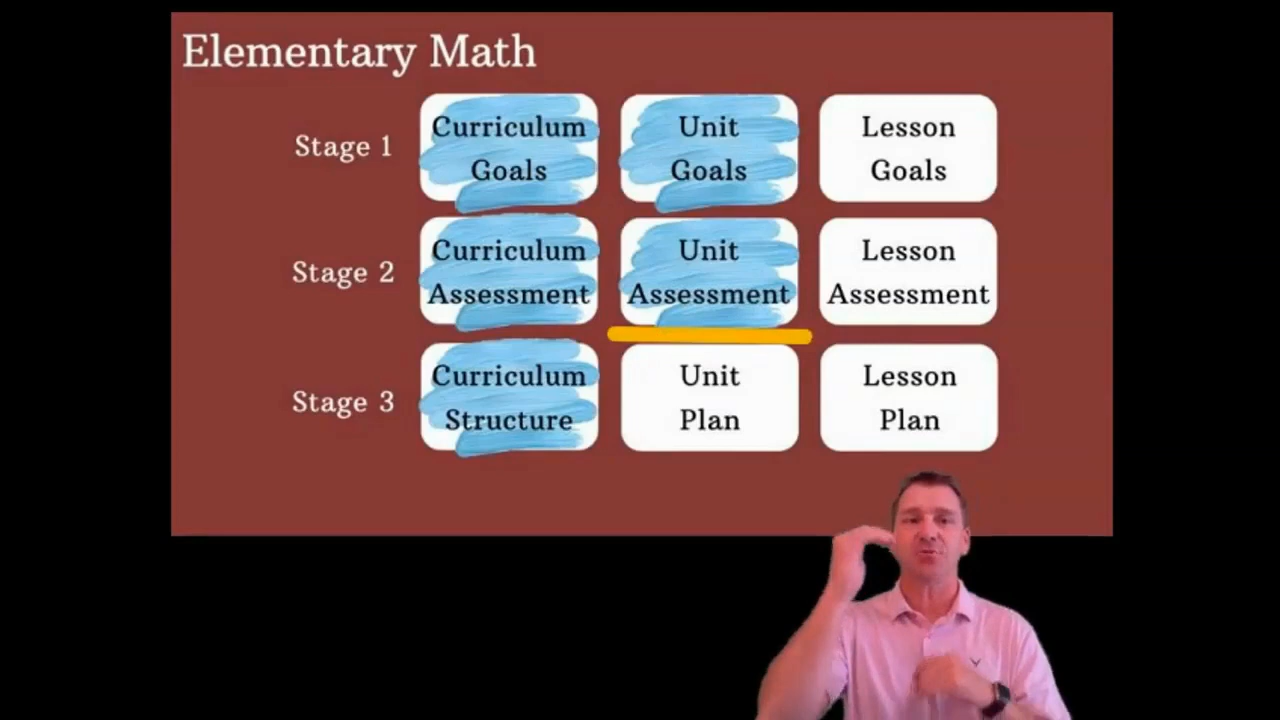 Elementary Math
Stage 1
Curriculum
Goals
Unit
Goals
Lesson
Goals
Stage 2
Curriculum
Assessment
Unit
Assessment
Lesson
Assessment
Stage 3
Curriculum
Structure
Unit
Plan
Lesson
Plan